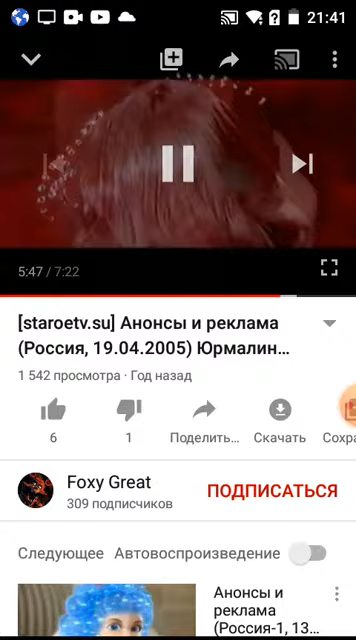 21:41
5:47 / 7:22
[staroetv.su] Анонсы и реклама
(Россия, 19.04.2005) Юрмалин...
1 542 просмотра · Год назад
6 1 Поделить... Скачать Сохра
Foxy Great
309 подписчиков
ПОДПИСАТЬСЯ
Следующее Автовоспроизведение
Анонсы и
реклама
(Россия-1, 13...